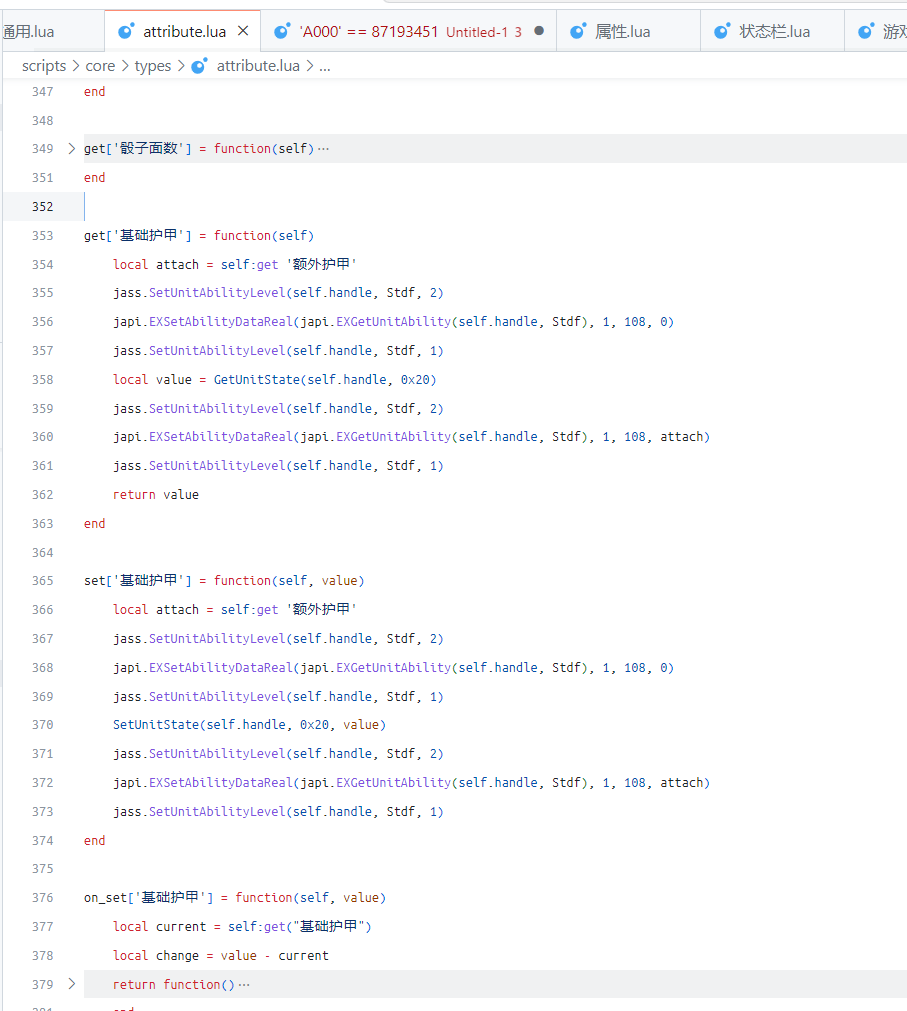 通用.lua attribute.lua × 'A000' == 87193451 Untitled-1 3 ● 属性.lua 状态栏.lua 游戏
scripts > core > types > attribute.lua > ...
347 end
348
349 get['骰子面数'] = function(self) ···
351 end
352
353 get['基础护甲'] = function(self)
354 local attach = self:get '额外护甲'
355 jass.SetUnitAbilityLevel(self.handle, Stdf, 2)
356 japi.EXSetAbilityDataReal(japi.EXGetUnitAbility(self.handle, Stdf), 1, 108, 0)
357 jass.SetUnitAbilityLevel(self.handle, Stdf, 1)
358 local value = GetUnitState(self.handle, 0x20)
359 jass.SetUnitAbilityLevel(self.handle, Stdf, 2)
360 japi.EXSetAbilityDataReal(japi.EXGetUnitAbility(self.handle, Stdf), 1, 108, attach)
361 jass.SetUnitAbilityLevel(self.handle, Stdf, 1)
362 return value
363 end
364
365 set['基础护甲'] = function(self, value)
366 local attach = self:get '额外护甲'
367 jass.SetUnitAbilityLevel(self.handle, Stdf, 2)
368 japi.EXSetAbilityDataReal(japi.EXGetUnitAbility(self.handle, Stdf), 1, 108, 0)
369 jass.SetUnitAbilityLevel(self.handle, Stdf, 1)
370 SetUnitState(self.handle, 0x20, value)
371 jass.SetUnitAbilityLevel(self.handle, Stdf, 2)
372 japi.EXSetAbilityDataReal(japi.EXGetUnitAbility(self.handle, Stdf), 1, 108, attach)
373 jass.SetUnitAbilityLevel(self.handle, Stdf, 1)
374 end
375
376 on_set['基础护甲'] = function(self, value)
377 local current = self:get("基础护甲")
378 local change = value - current
379 return function() ···
381 end